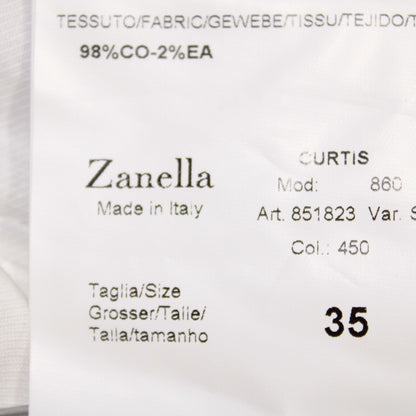 TESSUTO/FABRIC/GEWEBE/TISSU/TEJIDO/
98%CO-2%EA
Zanella
Made in Italy
CURTIS
Mod: 860
Art. 851823 Var. S
Col.: 450
Taglia/Size
Grosser/Taille/
Talla/tamanho
35